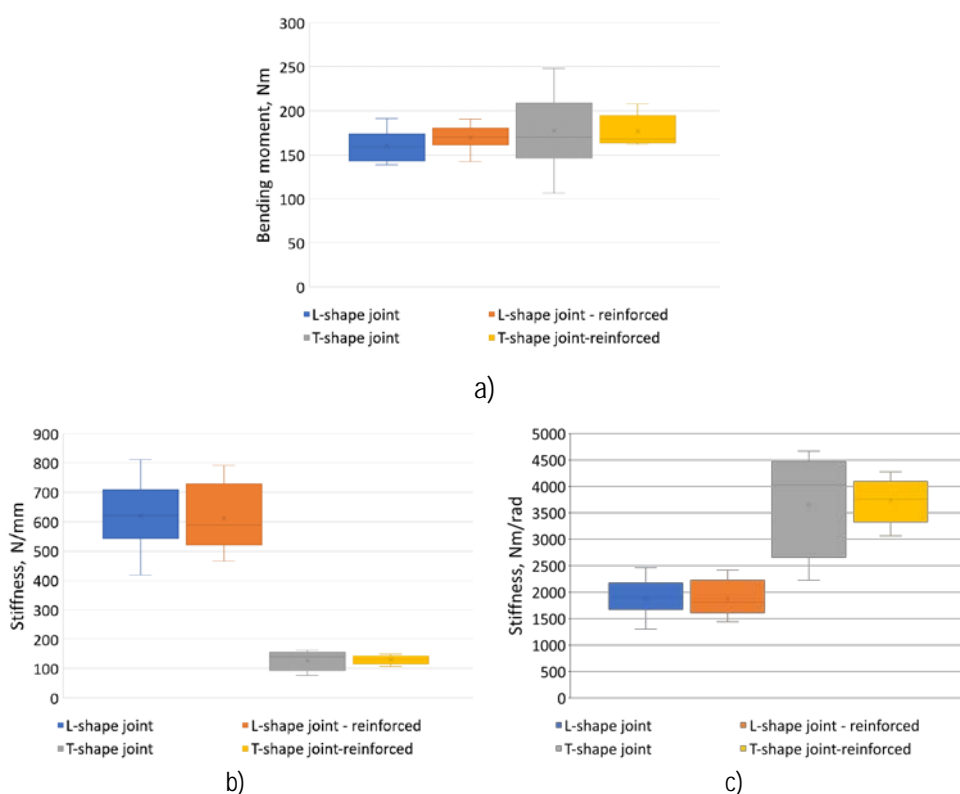 300
250
200
150
100
50
0
Bending moment, Nm
L-shape joint
L-shape joint - reinforced
T-shape joint
T-shape joint-reinforced
a)
900
800
700
600
500
400
300
200
100
0
Stiffness, N/mm
L-shape joint
L-shape joint - reinforced
T-shape joint
T-shape joint-reinforced
b)
5000
4500
4000
3500
3000
2500
2000
1500
1000
500
0
Stiffness, Nm/rad
L-shape joint
L-shape joint - reinforced
T-shape joint
T-shape joint-reinforced
c)